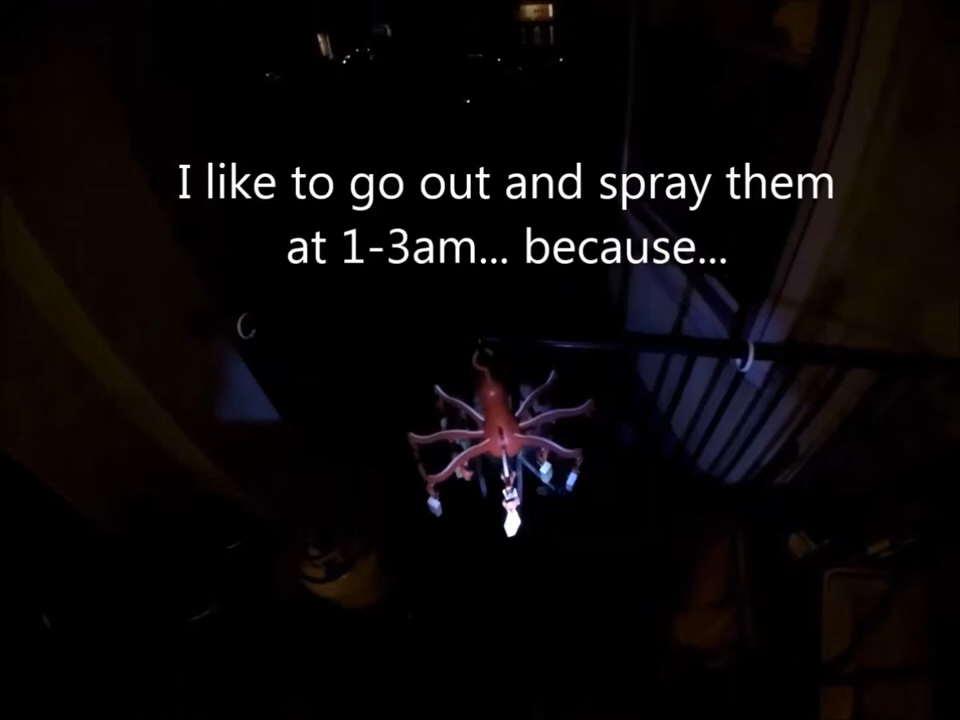 I like to go out and spray them
at 1-3am... because...